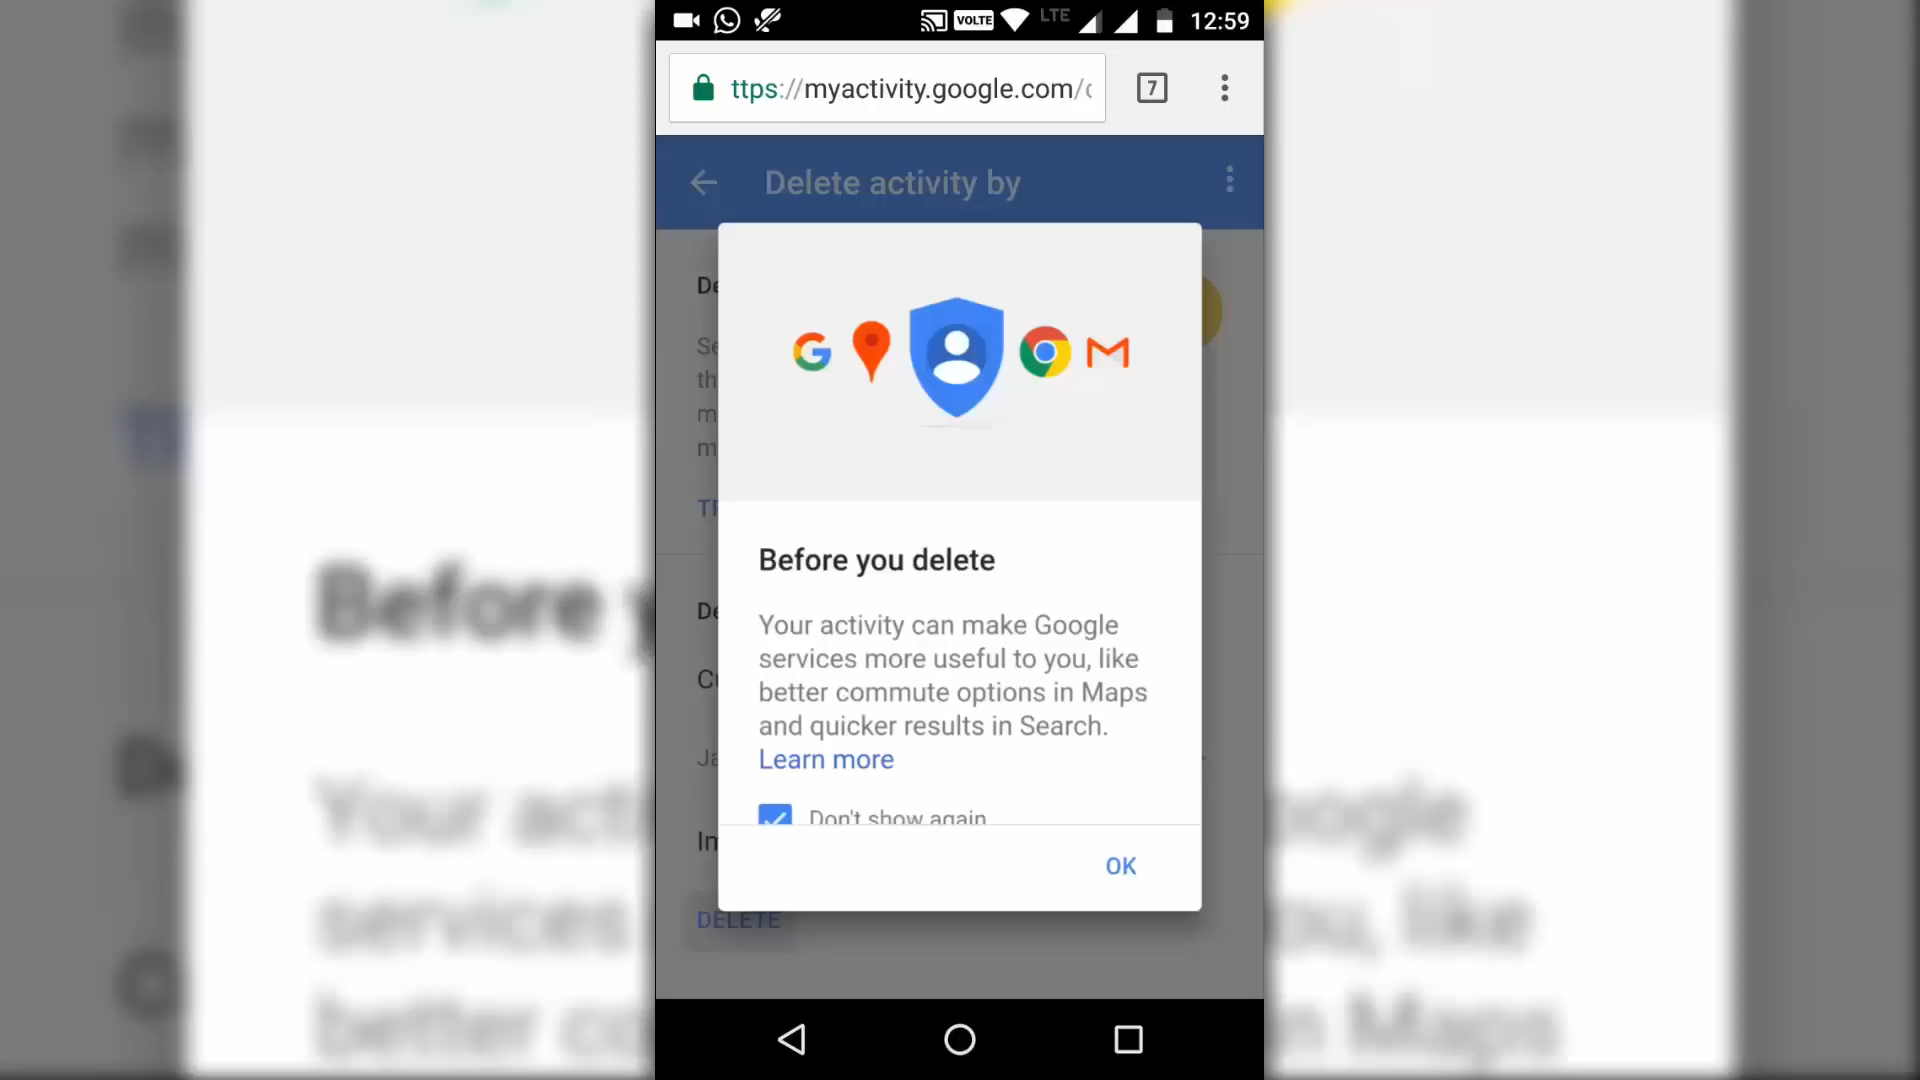 VOLTE LTE 12:59
ttps://myactivity.google.com/
7
Delete activity by
Before you delete
Your activity can make Google
services more useful to you, like
better commute options in Maps
and quicker results in Search.
Learn more
Don't show again
OK
DELETE